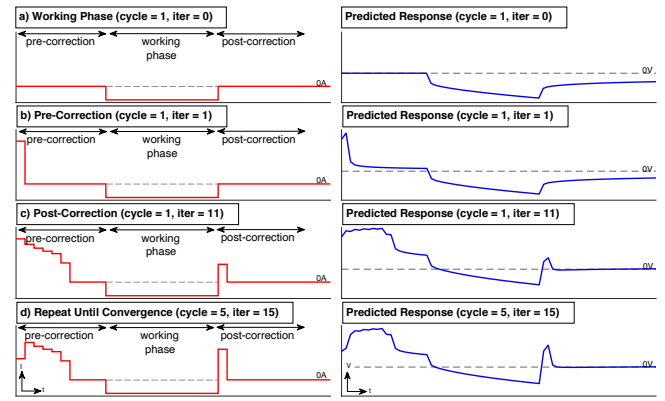 a) Working Phase (cycle = 1, iter = 0)
Predicted Response (cycle = 1, iter = 0)
pre-correction
working
phase
post-correction
0A
0V
b) Pre-Correction (cycle = 1, iter = 1)
Predicted Response (cycle = 1, iter = 1)
pre-correction
working
phase
post-correction
0A
0V
c) Post-Correction (cycle = 1, iter = 11)
Predicted Response (cycle = 1, iter = 11)
pre-correction
working
phase
post-correction
0A
0V
d) Repeat Until Convergence (cycle = 5, iter = 15)
Predicted Response (cycle = 5, iter = 15)
pre-correction
working
phase
post-correction
0A
0V
I
t
V
t